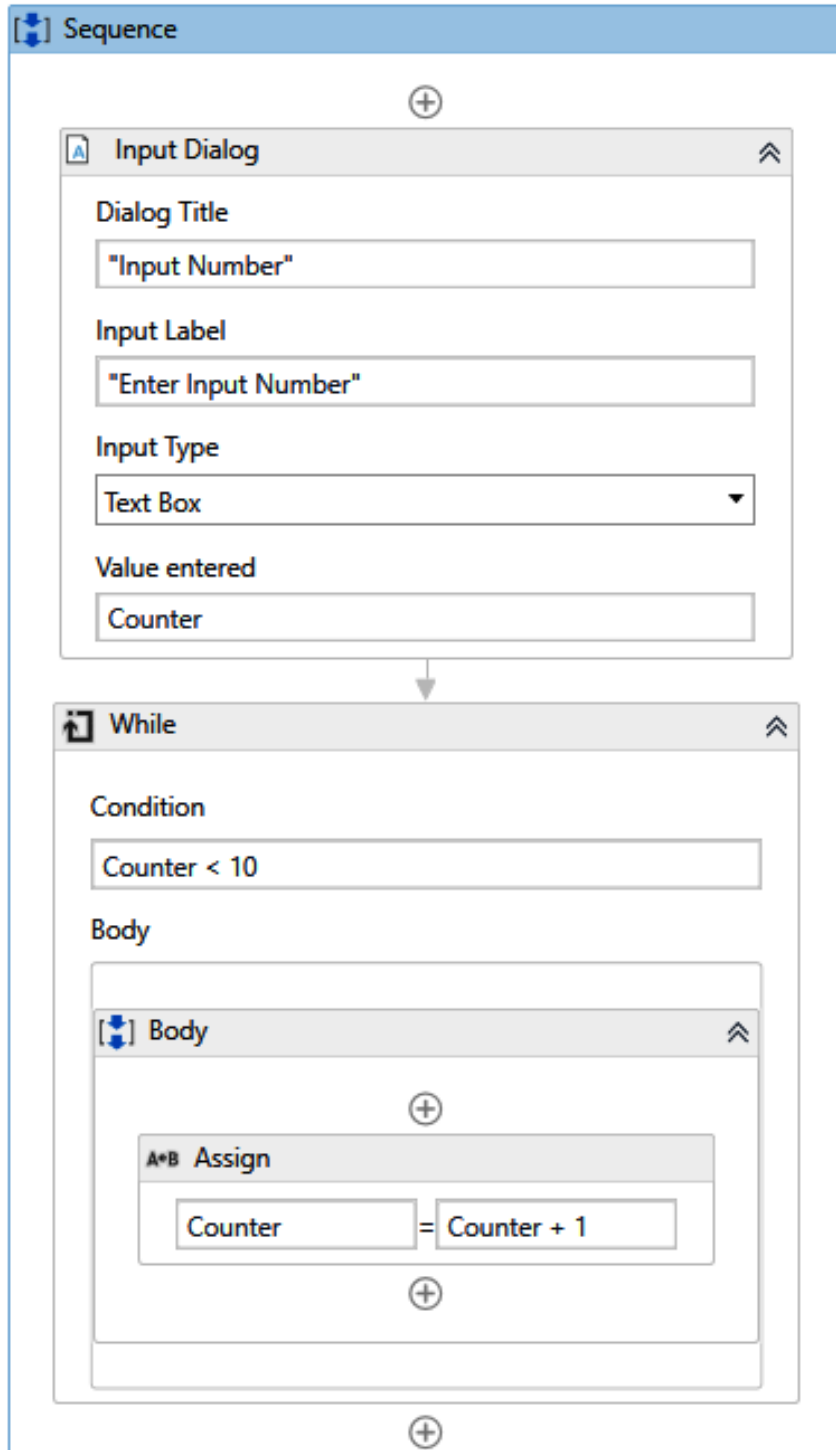 Sequence
Input Dialog
Dialog Title
"Input Number"
Input Label
"Enter Input Number"
Input Type
Text Box
Value entered
Counter
While
Condition
Counter < 10
Body
Body
A*B Assign
Counter = Counter + 1